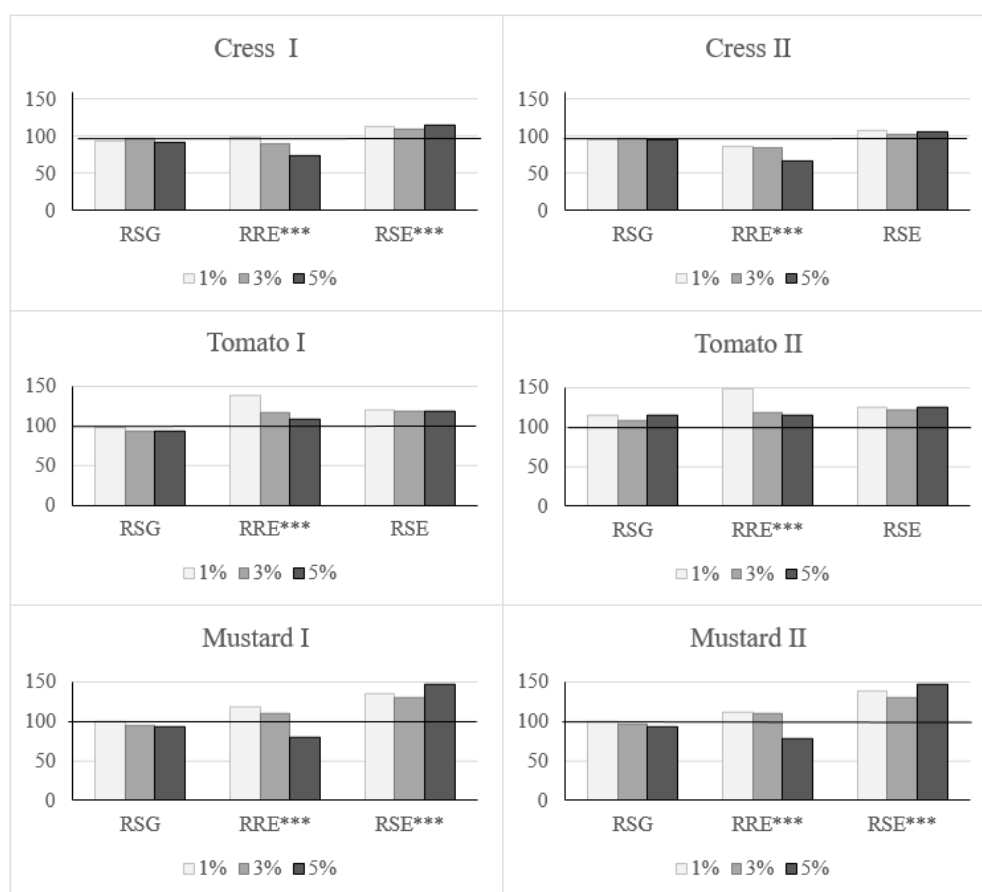 Cress I
150
100
50
0
RSG RRE*** RSE***
1% 3% 5%
Cress II
150
100
50
0
RSG RRE*** RSE
1% 3% 5%
Tomato I
150
100
50
0
RSG RRE*** RSE
1% 3% 5%
Tomato II
150
100
50
0
RSG RRE*** RSE
1% 3% 5%
Mustard I
150
100
50
0
RSG RRE*** RSE***
1% 3% 5%
Mustard II
150
100
50
0
RSG RRE*** RSE***
1% 3% 5%